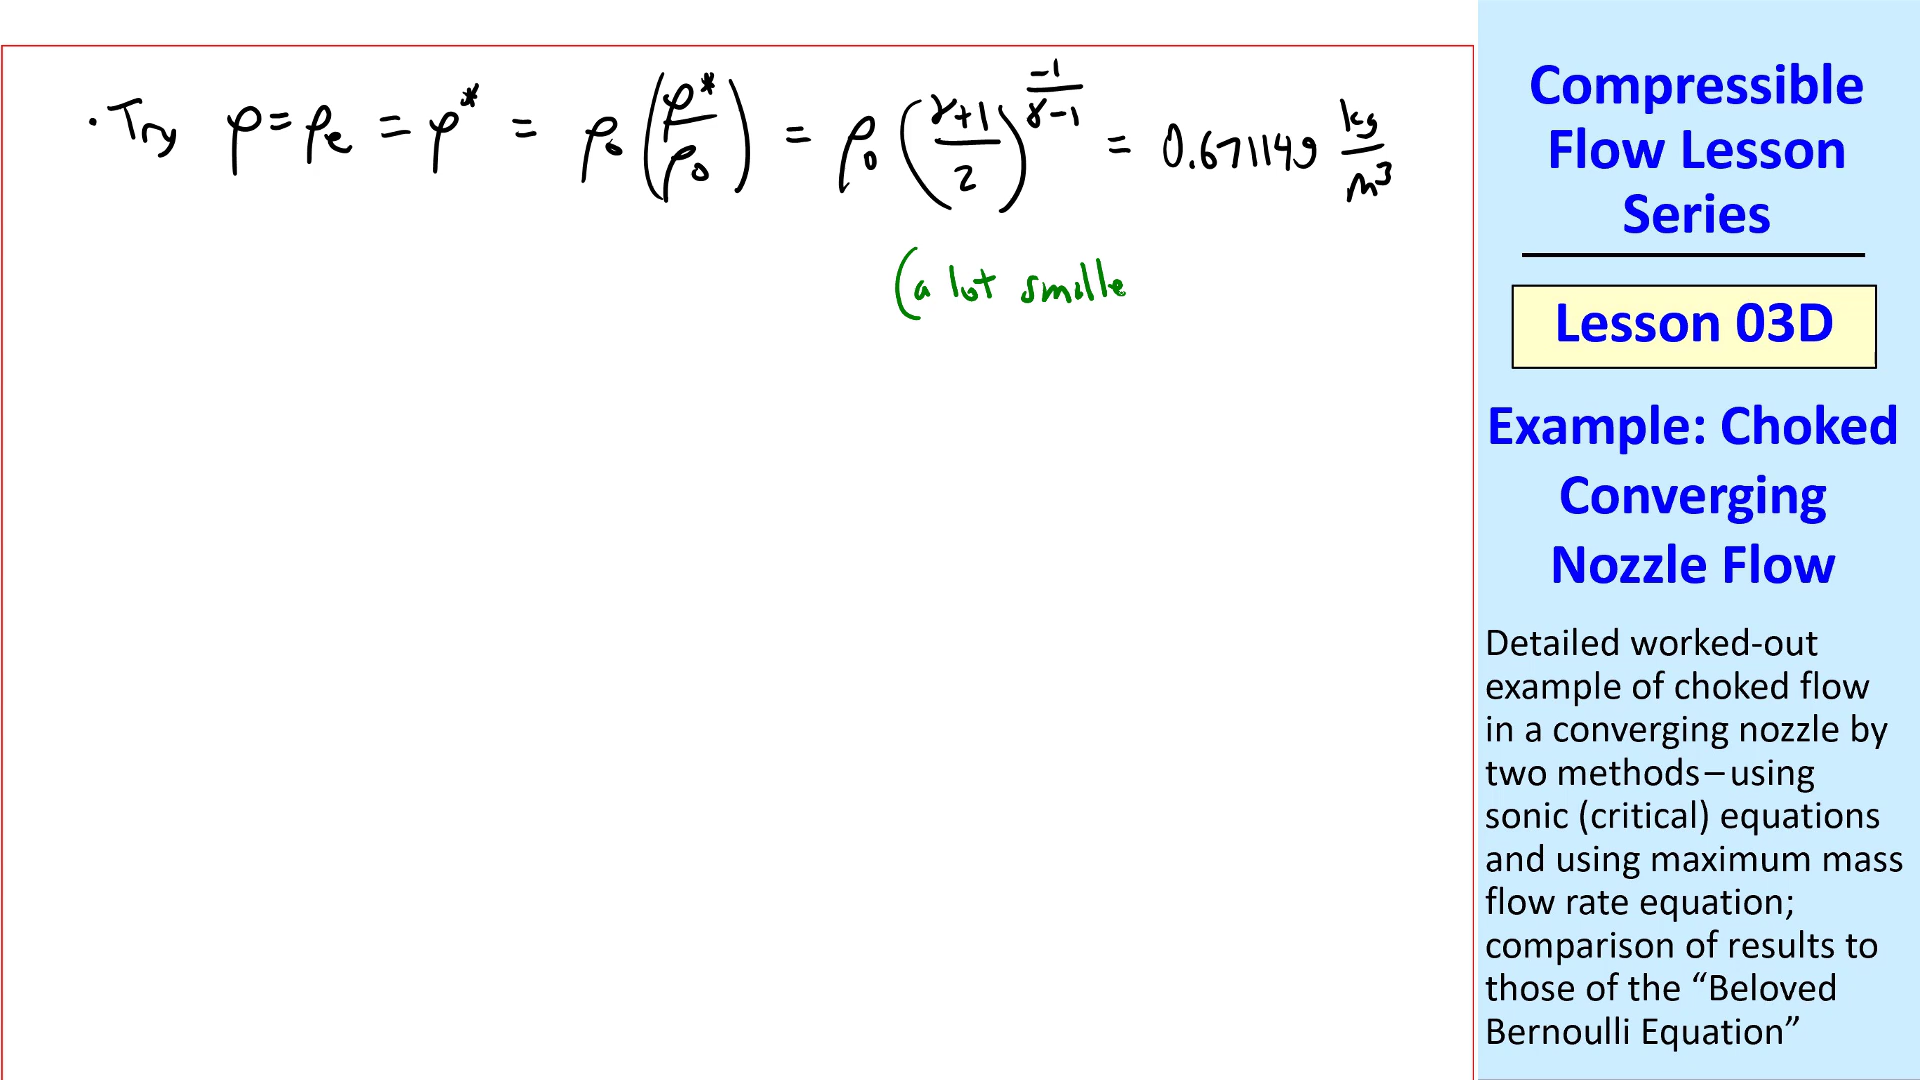 · Try ρ = ρe = ρ* = ρ0 (ρ*/ρ0) = ρ0 ((γ+1)/2)^(-1/(γ-1)) = 0.671149 kg/m³
(a lot smalle
Compressible
Flow Lesson
Series
Lesson 03D
Example: Choked
Converging
Nozzle Flow
Detailed worked-out
example of choked flow
in a converging nozzle by
two methods – using
sonic (critical) equations
and using maximum mass
flow rate equation;
comparison of results to
those of the “Beloved
Bernoulli Equation”